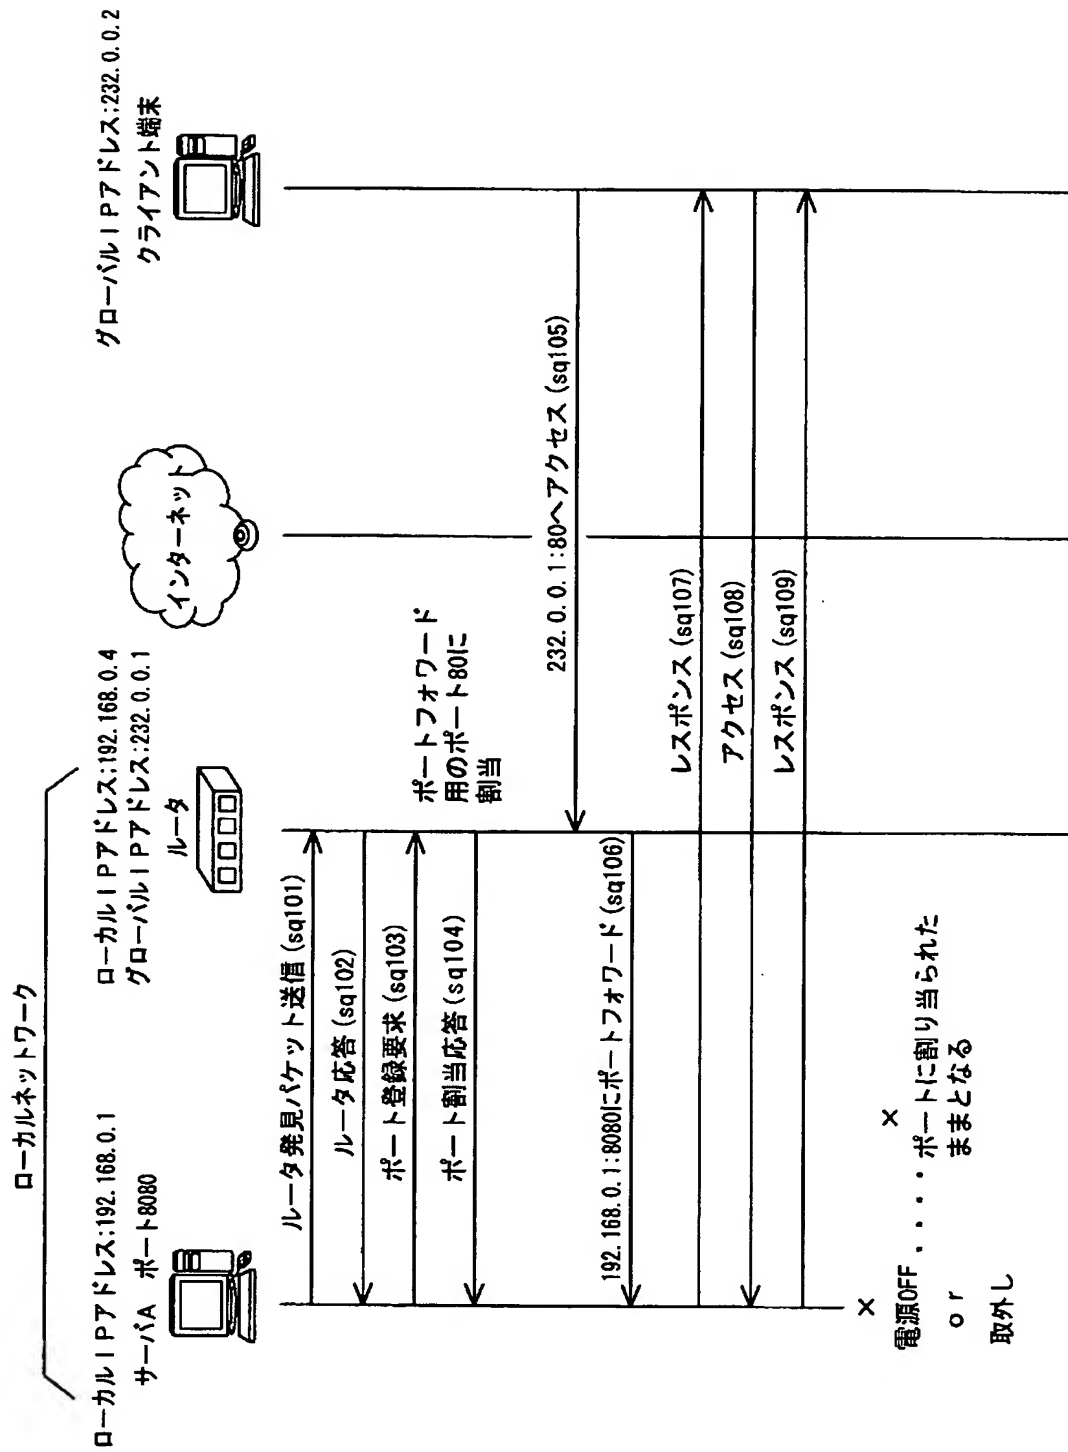 ローカルネットワーク
ローカルIPアドレス:192.168.0.1
サーバA ポート8080
ローカルIPアドレス:192.168.0.4
グローバルIPアドレス:232.0.0.1
ルータ
インターネット
グローバルIPアドレス:232.0.0.2
クライアント端末
ルータ発見パケット送信(sq101)
ルータ応答(sq102)
ポート登録要求(sq103)
ポート割当応答(sq104)
ポートフォワード
用のポート80に
割当
232.0.0.1:80へアクセス(sq105)
192.168.0.1:8080にポートフォワード(sq106)
レスポンス(sq107)
アクセス(sq108)
レスポンス(sq109)
×
×
電源OFF ・・・・ポートに割り当られた
ままとなる
or
取外し